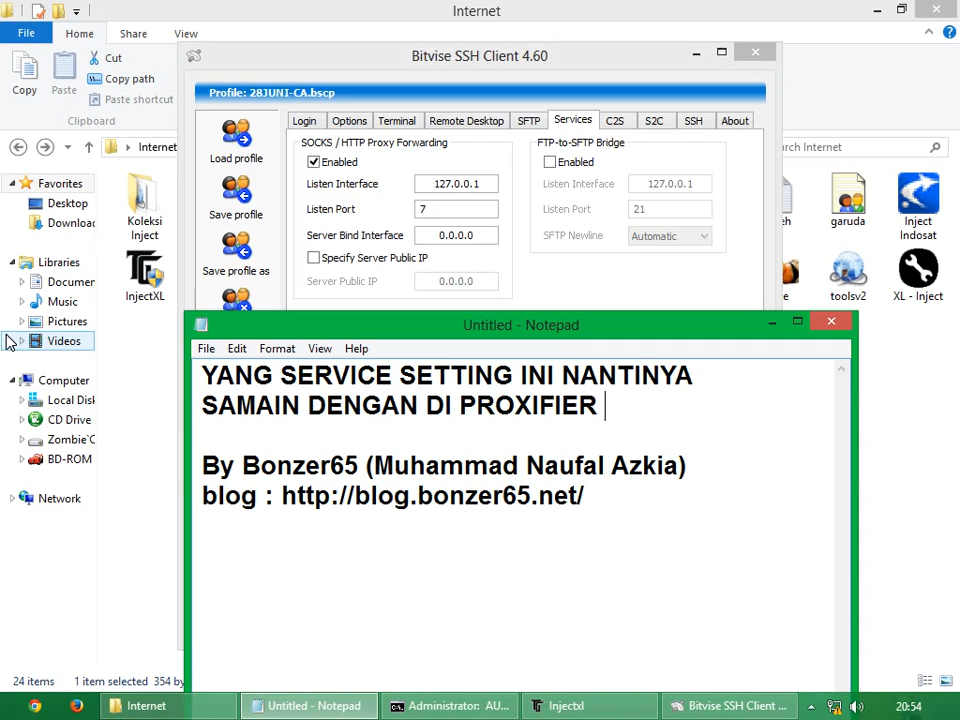 Internet
File Home Share View
Copy
Paste
Cut
Copy path
Paste shortcut
Clipboard
Internet
Search Internet
Favorites
Desktop
Libraries
Music
Pictures
Videos
Computer
CD Drive
BD-ROM
Network
Koleksi
Inject
InjectXL
garuda
Inject
Indosat
toolsv2
XL - Inject
Bitvise SSH Client 4.60
Profile: 28JUNI-CA.bscp
Load profile
Save profile
Save profile as
Login Options Terminal Remote Desktop SFTP Services C2S S2C SSH About
SOCKS / HTTP Proxy Forwarding
Enabled
Listen Interface 127.0.0.1
Listen Port 7
Server Bind Interface 0.0.0.0
Specify Server Public IP
Server Public IP 0.0.0.0
FTP-to-SFTP Bridge
Enabled
Listen Interface 127.0.0.1
Listen Port 21
SFTP Newline Automatic
Untitled - Notepad
File Edit Format View Help
YANG SERVICE SETTING INI NANTINYA
SAMAIN DENGAN DI PROXIFIER
By Bonzer65 (Muhammad Naufal Azkia)
blog : http://blog.bonzer65.net/
24 items 1 item selected 354 by
Internet
Untitled - Notepad
Administrator: AU...
Injectxl
Bitvise SSH Client ...
20:54